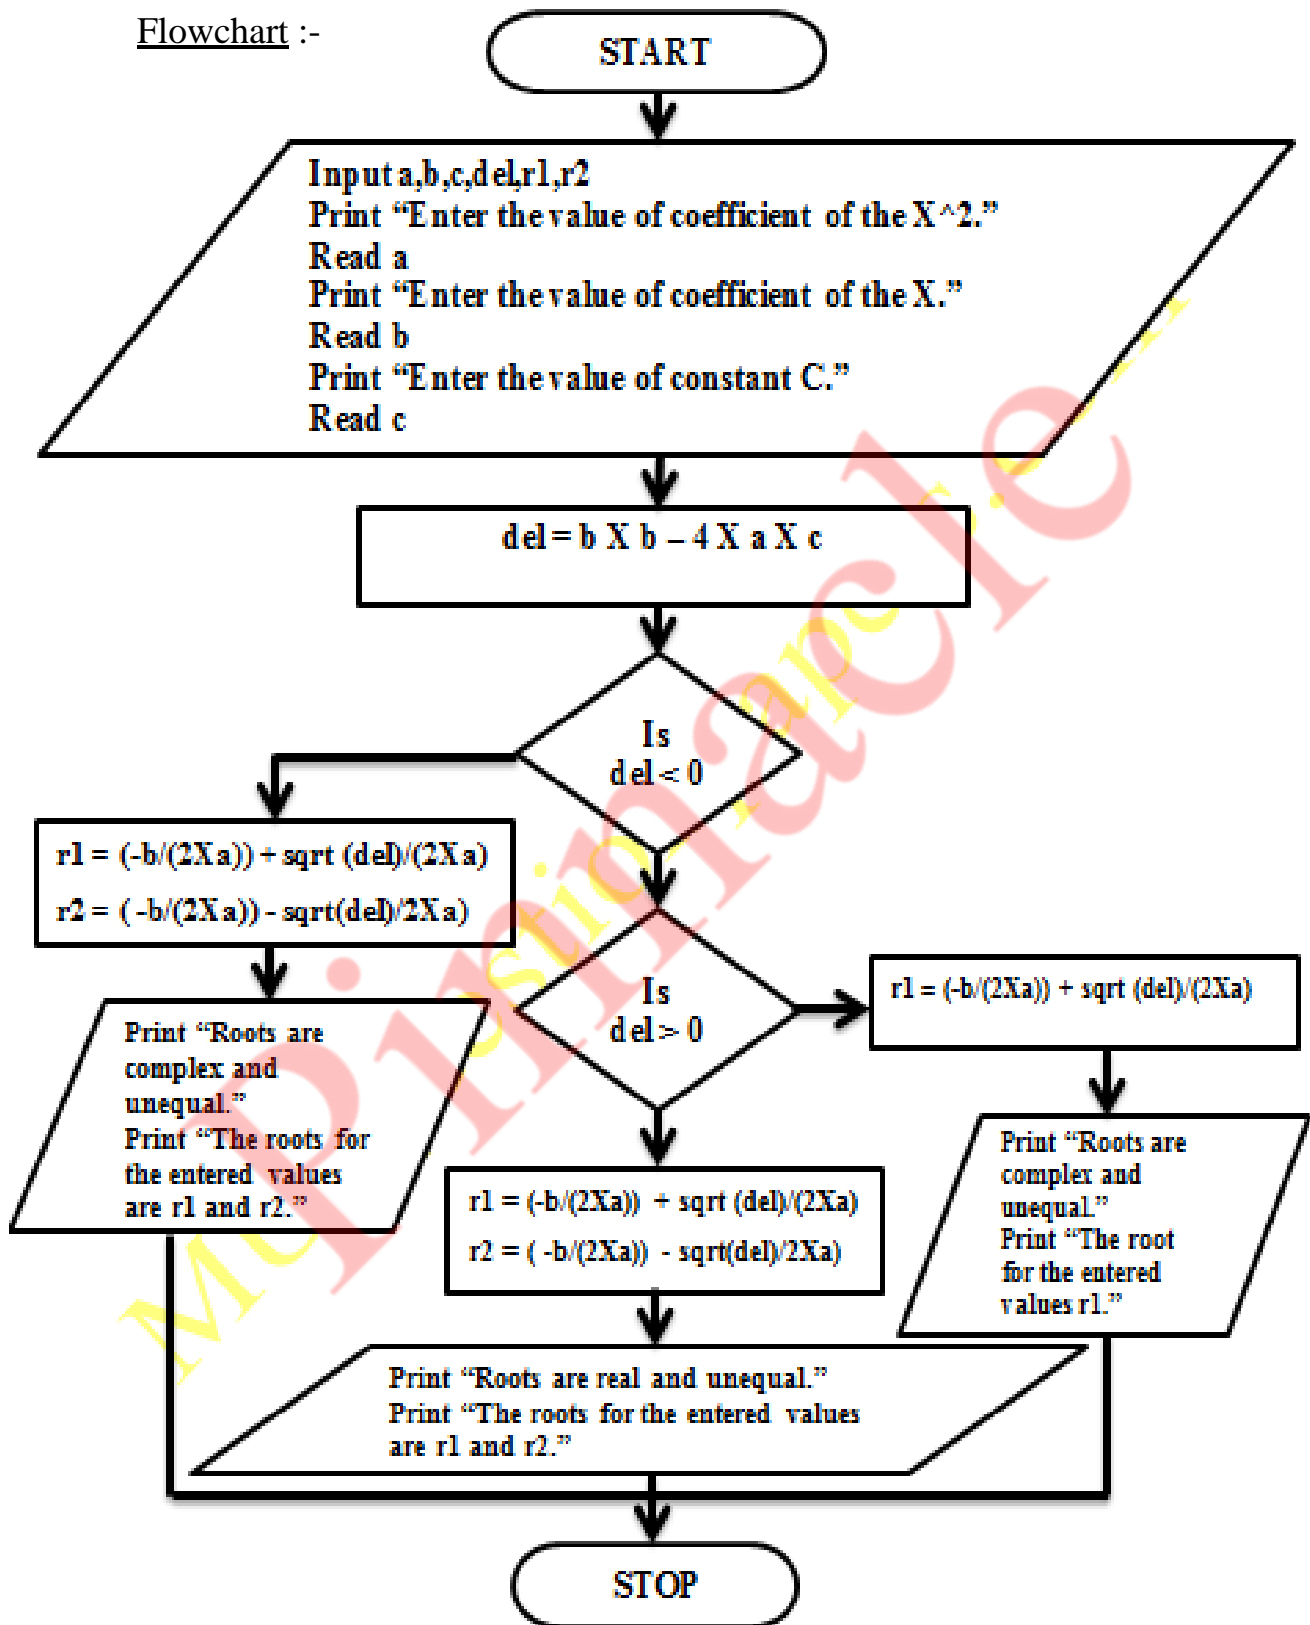 Flowchart :-
START
Input a,b,c,del,r1,r2
Print “Enter the value of coefficient of the X^2.”
Read a
Print “Enter the value of coefficient of the X.”
Read b
Print “Enter the value of constant C.”
Read c
del = b X b – 4 X a X c
Is
del < 0
r1 = (-b/(2Xa)) + sqrt (del)/(2Xa)
r2 = ( -b/(2Xa)) - sqrt(del)/2Xa)
Print “Roots are
complex and
unequal.”
Print “The roots for
the entered values
are r1 and r2.”
Is
del > 0
r1 = (-b/(2Xa)) + sqrt (del)/(2Xa)
Print “Roots are
complex and
unequal.”
Print “The root
for the entered
values r1.”
r1 = (-b/(2Xa)) + sqrt (del)/(2Xa)
r2 = ( -b/(2Xa)) - sqrt(del)/2Xa)
Print “Roots are real and unequal.”
Print “The roots for the entered values
are r1 and r2.”
STOP
Pinnacle